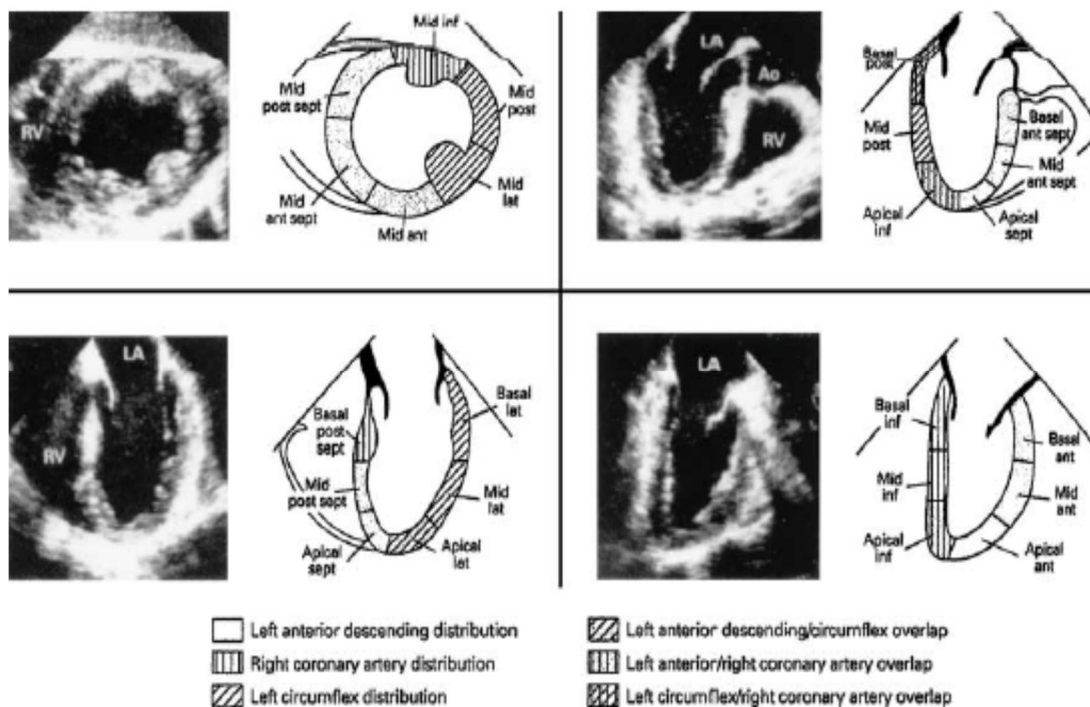 Mid inf
Mid
post sept
Mid
post
RV
Mid
ant sept
Mid ant
Mid
lat
LA
Ao
RV
Basal
post
Mid
post
Apical
inf
Basal
ant sept
Mid
ant sept
Apical
sept
LA
RV
Basal
post
sept
Mid
post sept
Apical
sept
Basal
lat
Mid
lat
Apical
lat
LA
Basal
inf
Mid
inf
Apical
inf
Basal
ant
Mid
ant
Apical
ant
Left anterior descending distribution
Right coronary artery distribution
Left circumflex distribution
Left anterior descending/circumflex overlap
Left anterior/right coronary artery overlap
Left circumflex/right coronary artery overlap